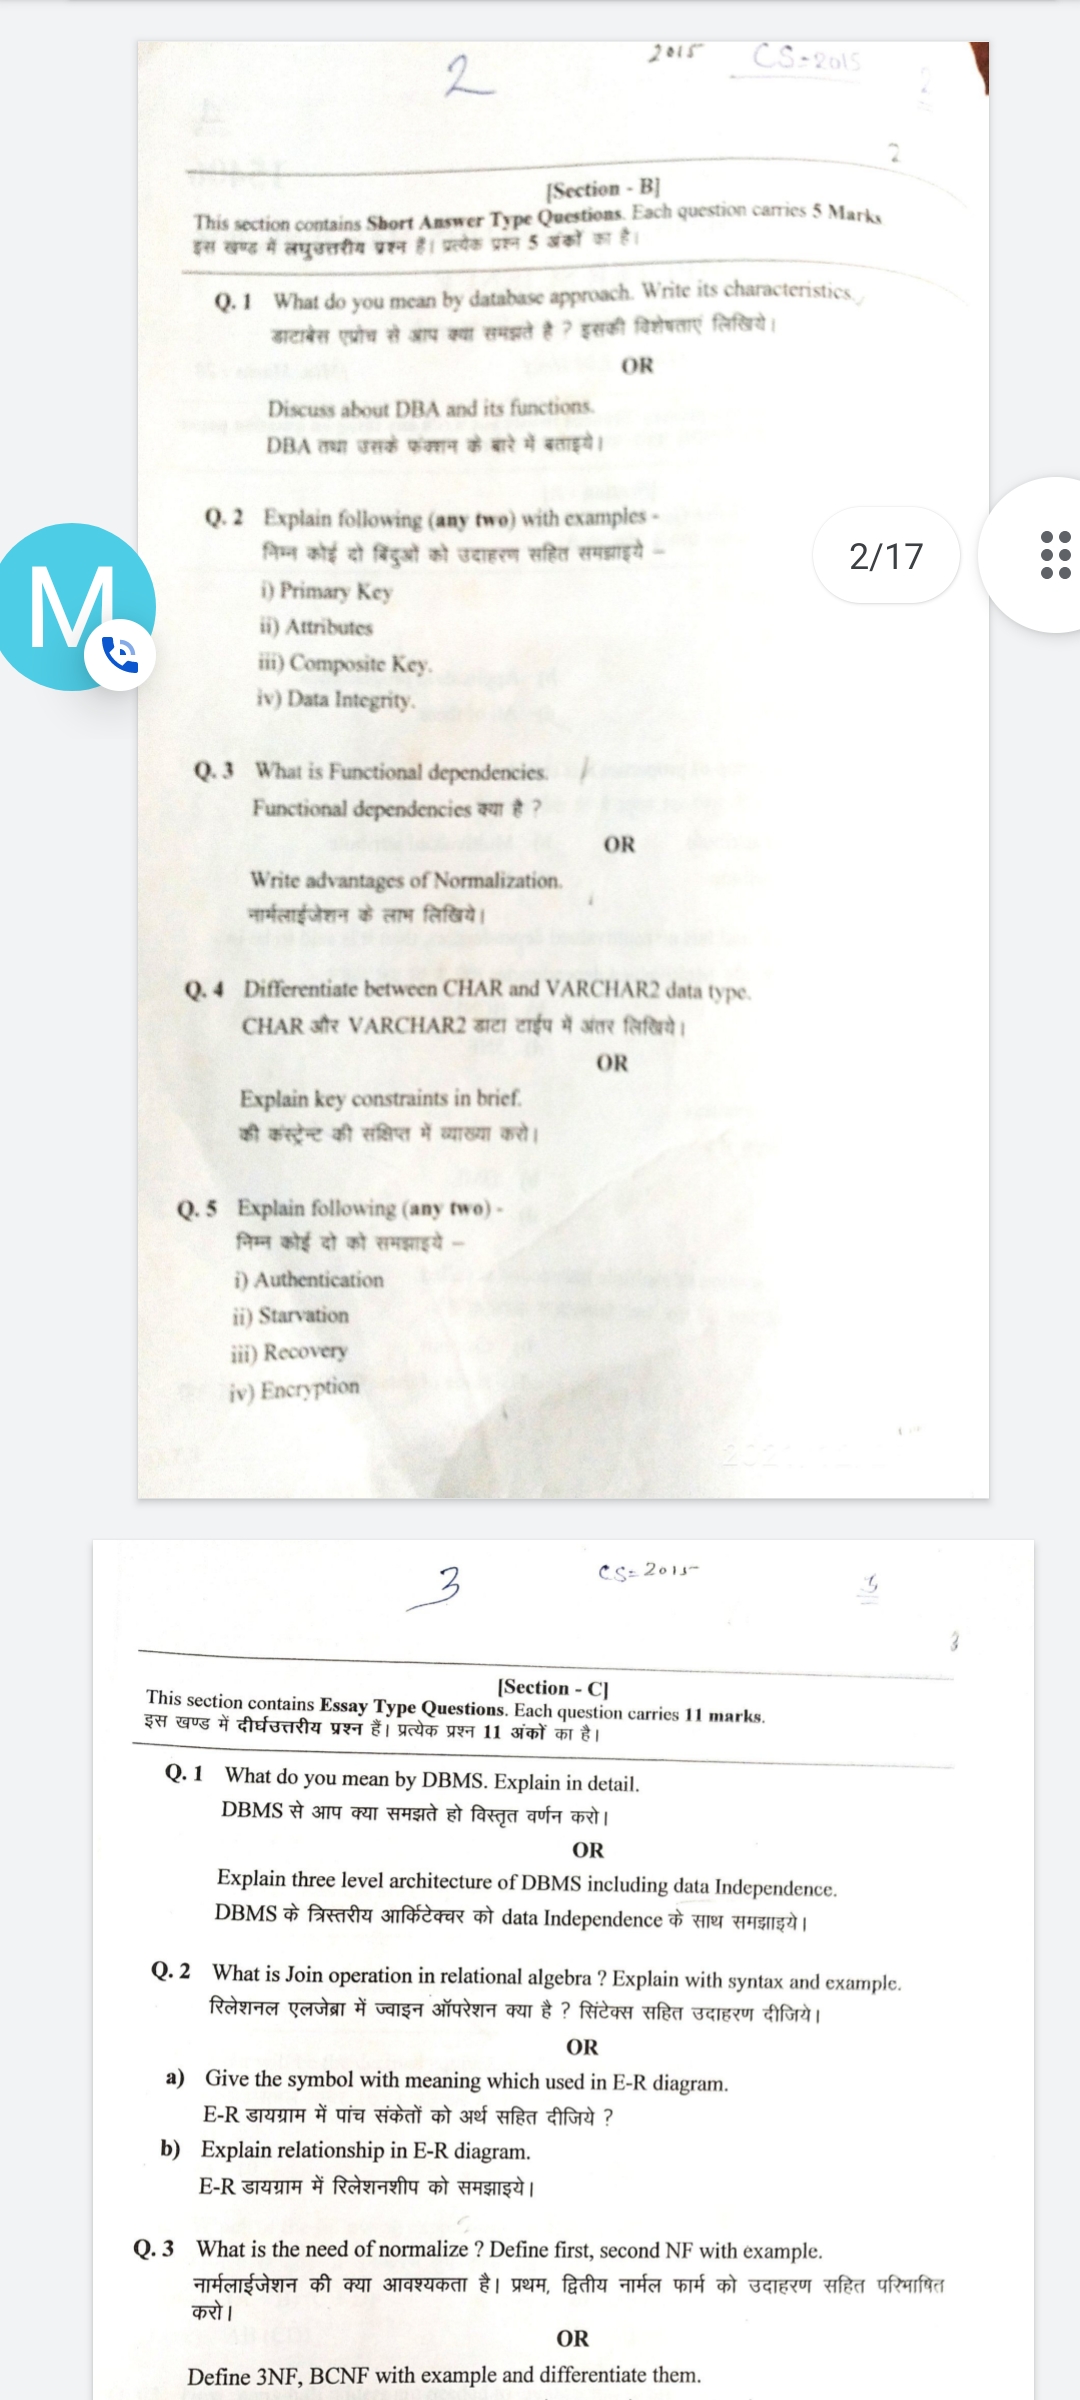 2
2015 CS-2015
2
2
[Section - B]
This section contains Short Answer Type Questions. Each question carries 5 Marks
इस खण्ड में लघुउत्तरीय प्रश्न हैं। प्रत्येक प्रश्न 5 अंकों का है।
Q. 1 What do you mean by database approach. Write its characteristics.
डाटाबेस एप्रोच से आप क्या समझते है ? इसकी विशेषताएं लिखिये।
OR
Discuss about DBA and its functions.
DBA तथा उसके फंक्शन के बारे में बताइये।
Q. 2 Explain following (any two) with examples -
निम्न कोई दो बिंदुओं को उदाहरण सहित समझाइये –
i) Primary Key
ii) Attributes
iii) Composite Key.
iv) Data Integrity.
2/17
M
Q. 3 What is Functional dependencies.
Functional dependencies क्या है ?
OR
Write advantages of Normalization.
नार्मलाईजेशन के लाभ लिखिये।
Q. 4 Differentiate between CHAR and VARCHAR2 data type.
CHAR और VARCHAR2 डाटा टाईप में अंतर लिखिये।
OR
Explain key constraints in brief.
की कंस्ट्रेन्ट की संक्षिप्त में व्याख्या करो।
Q. 5 Explain following (any two) -
निम्न कोई दो को समझाइये –
i) Authentication
ii) Starvation
iii) Recovery
iv) Encryption
3
CS=2015
3
[Section - C]
This section contains Essay Type Questions. Each question carries 11 marks.
इस खण्ड में दीर्घउत्तरीय प्रश्न हैं। प्रत्येक प्रश्न 11 अंकों का है।
Q. 1 What do you mean by DBMS. Explain in detail.
DBMS से आप क्या समझते हो विस्तृत वर्णन करो।
OR
Explain three level architecture of DBMS including data Independence.
DBMS के त्रिस्तरीय आर्किटेक्चर को data Independence के साथ समझाइये।
Q. 2 What is Join operation in relational algebra ? Explain with syntax and example.
रिलेशनल एलजेब्रा में ज्वाइन ऑपरेशन क्या है ? सिंटेक्स सहित उदाहरण दीजिये।
OR
a) Give the symbol with meaning which used in E-R diagram.
E-R डायग्राम में पांच संकेतों को अर्थ सहित दीजिये ?
b) Explain relationship in E-R diagram.
E-R डायग्राम में रिलेशनशीप को समझाइये।
Q. 3 What is the need of normalize ? Define first, second NF with example.
नार्मलाईजेशन की क्या आवश्यकता है। प्रथम, द्वितीय नार्मल फार्म को उदाहरण सहित परिभाषित
करो।
OR
Define 3NF, BCNF with example and differentiate them.